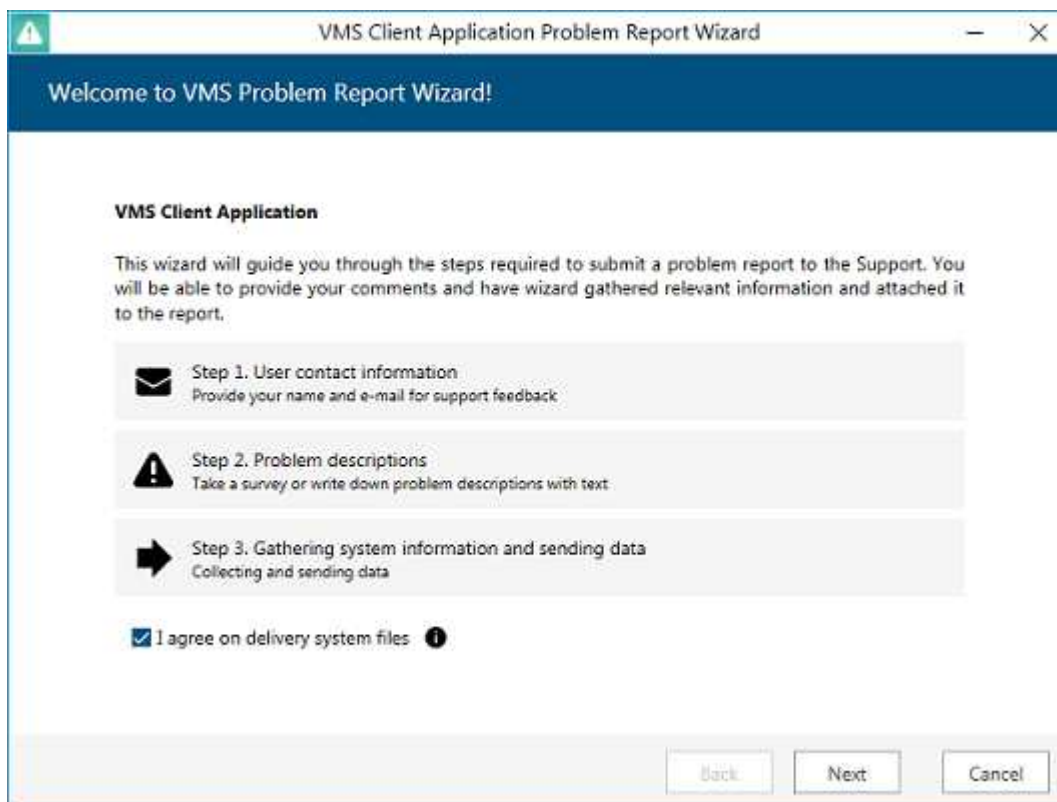 VMS Client Application Problem Report Wizard
Welcome to VMS Problem Report Wizard!
VMS Client Application
This wizard will guide you through the steps required to submit a problem report to the Support. You
will be able to provide your comments and have wizard gathered relevant information and attached it
to the report.
Step 1. User contact information
Provide your name and e-mail for support feedback
Step 2. Problem descriptions
Take a survey or write down problem descriptions with text
Step 3. Gathering system information and sending data
Collecting and sending data
I agree on delivery system files
Back Next Cancel